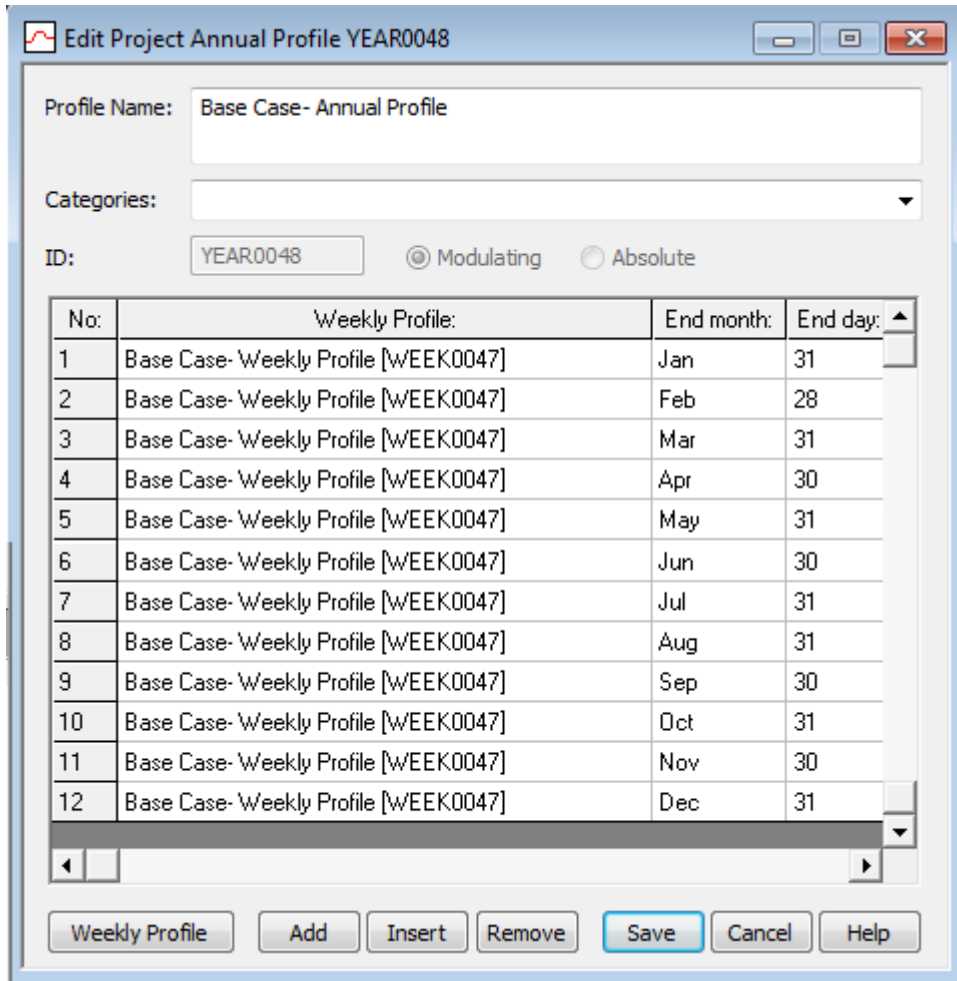 Edit Project Annual Profile YEAR0048
Profile Name: Base Case- Annual Profile
Categories:
ID: YEAR0048 Modulating Absolute
No: Weekly Profile: End month: End day:
1 Base Case- Weekly Profile [WEEK0047] Jan 31
2 Base Case- Weekly Profile [WEEK0047] Feb 28
3 Base Case- Weekly Profile [WEEK0047] Mar 31
4 Base Case- Weekly Profile [WEEK0047] Apr 30
5 Base Case- Weekly Profile [WEEK0047] May 31
6 Base Case- Weekly Profile [WEEK0047] Jun 30
7 Base Case- Weekly Profile [WEEK0047] Jul 31
8 Base Case- Weekly Profile [WEEK0047] Aug 31
9 Base Case- Weekly Profile [WEEK0047] Sep 30
10 Base Case- Weekly Profile [WEEK0047] Oct 31
11 Base Case- Weekly Profile [WEEK0047] Nov 30
12 Base Case- Weekly Profile [WEEK0047] Dec 31
Weekly Profile Add Insert Remove Save Cancel Help